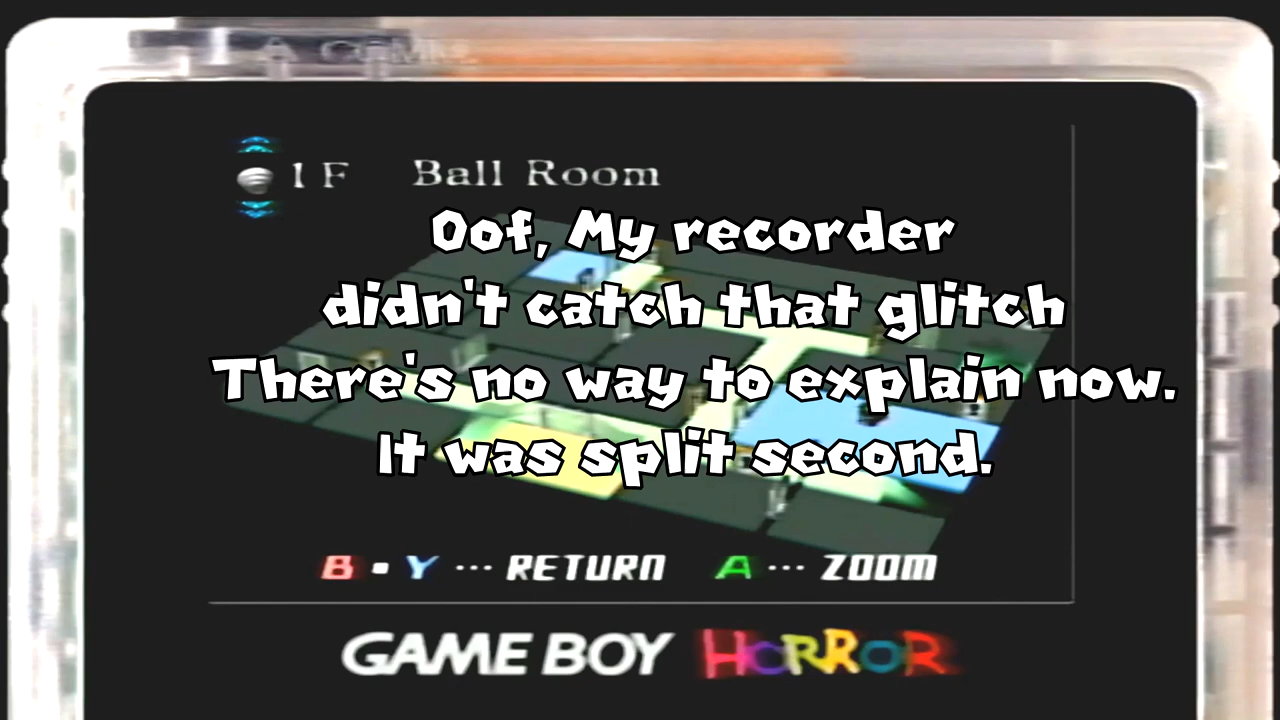 1F Ball Room
Oof, My recorder
didn't catch that glitch
There's no way to explain now.
It was split second.
B • Y ··· RETURN A ··· ZOOM
GAME BOY HORROR